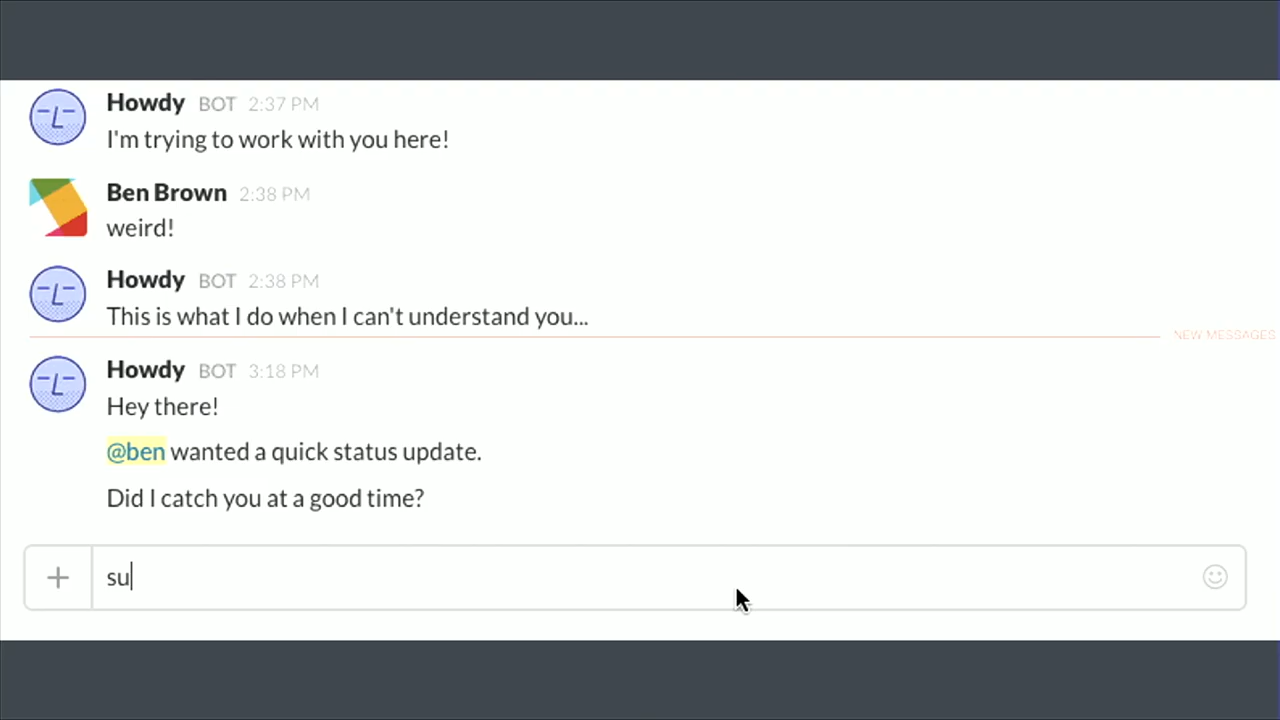 Howdy BOT 2:37 PM
I'm trying to work with you here!
Ben Brown 2:38 PM
weird!
Howdy BOT 2:38 PM
This is what I do when I can't understand you...
NEW MESSAGES
Howdy BOT 3:18 PM
Hey there!
@ben wanted a quick status update.
Did I catch you at a good time?
su